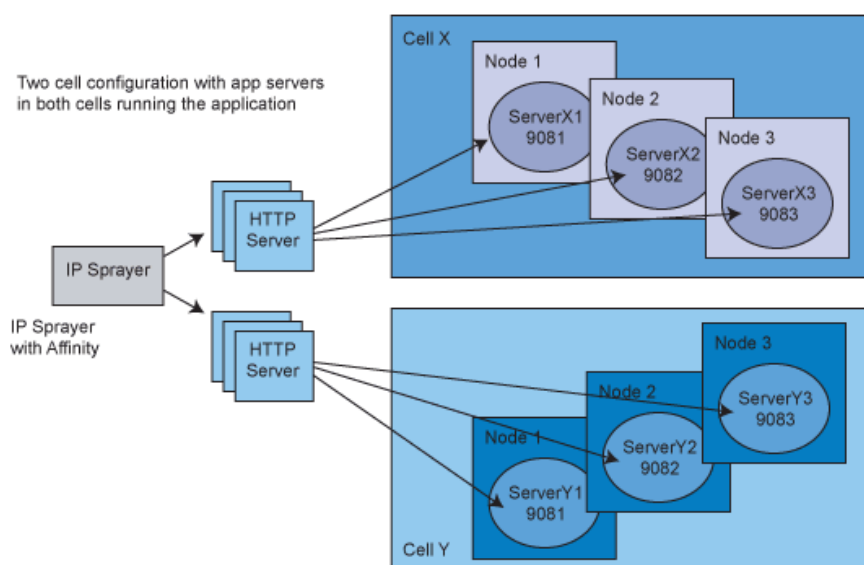 Two cell configuration with app servers
in both cells running the application
IP Sprayer
IP Sprayer
with Affinity
HTTP
Server
HTTP
Server
Cell X
Node 1
ServerX1
9081
Node 2
ServerX2
9082
Node 3
ServerX3
9083
Node 3
ServerY3
9083
Node 2
ServerY2
9082
Node 1
ServerY1
9081
Cell Y